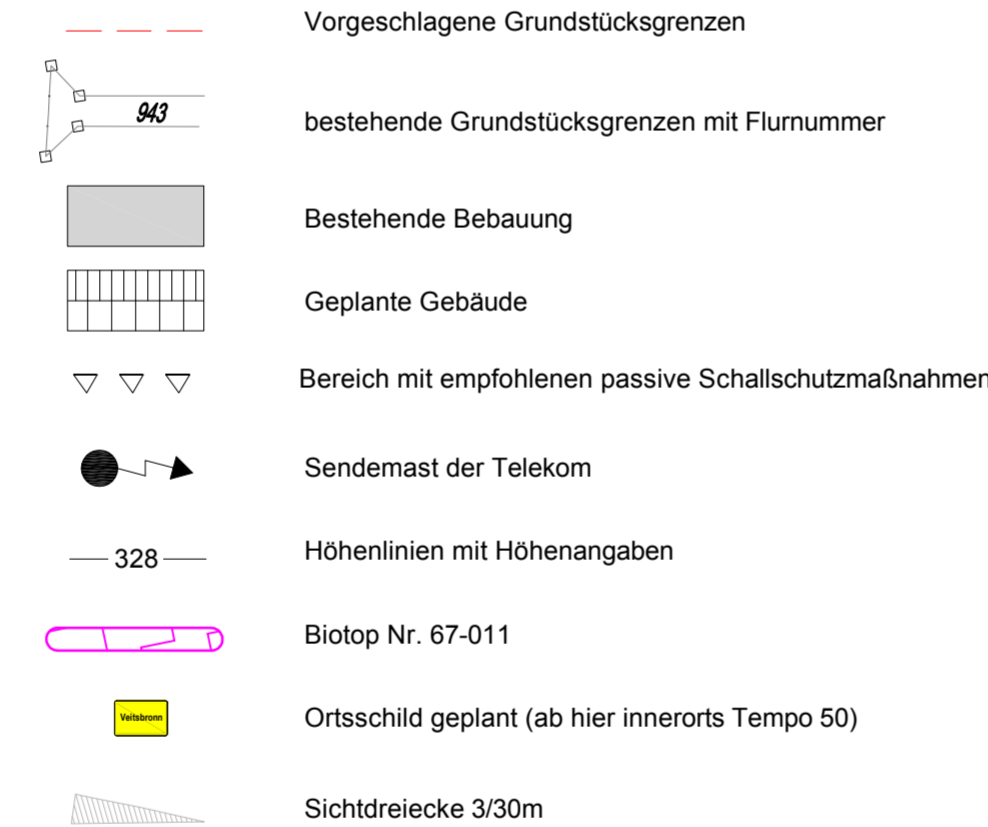 Vorgeschlagene Grundstücksgrenzen
943
bestehende Grundstücksgrenzen mit Flurnummer
Bestehende Bebauung
Geplante Gebäude
Bereich mit empfohlenen passive Schallschutzmaßnahmen
Sendemast der Telekom
328 Höhenlinien mit Höhenangaben
Biotop Nr. 67-011
Veitsbronn Ortsschild geplant (ab hier innerorts Tempo 50)
Sichtdreiecke 3/30m